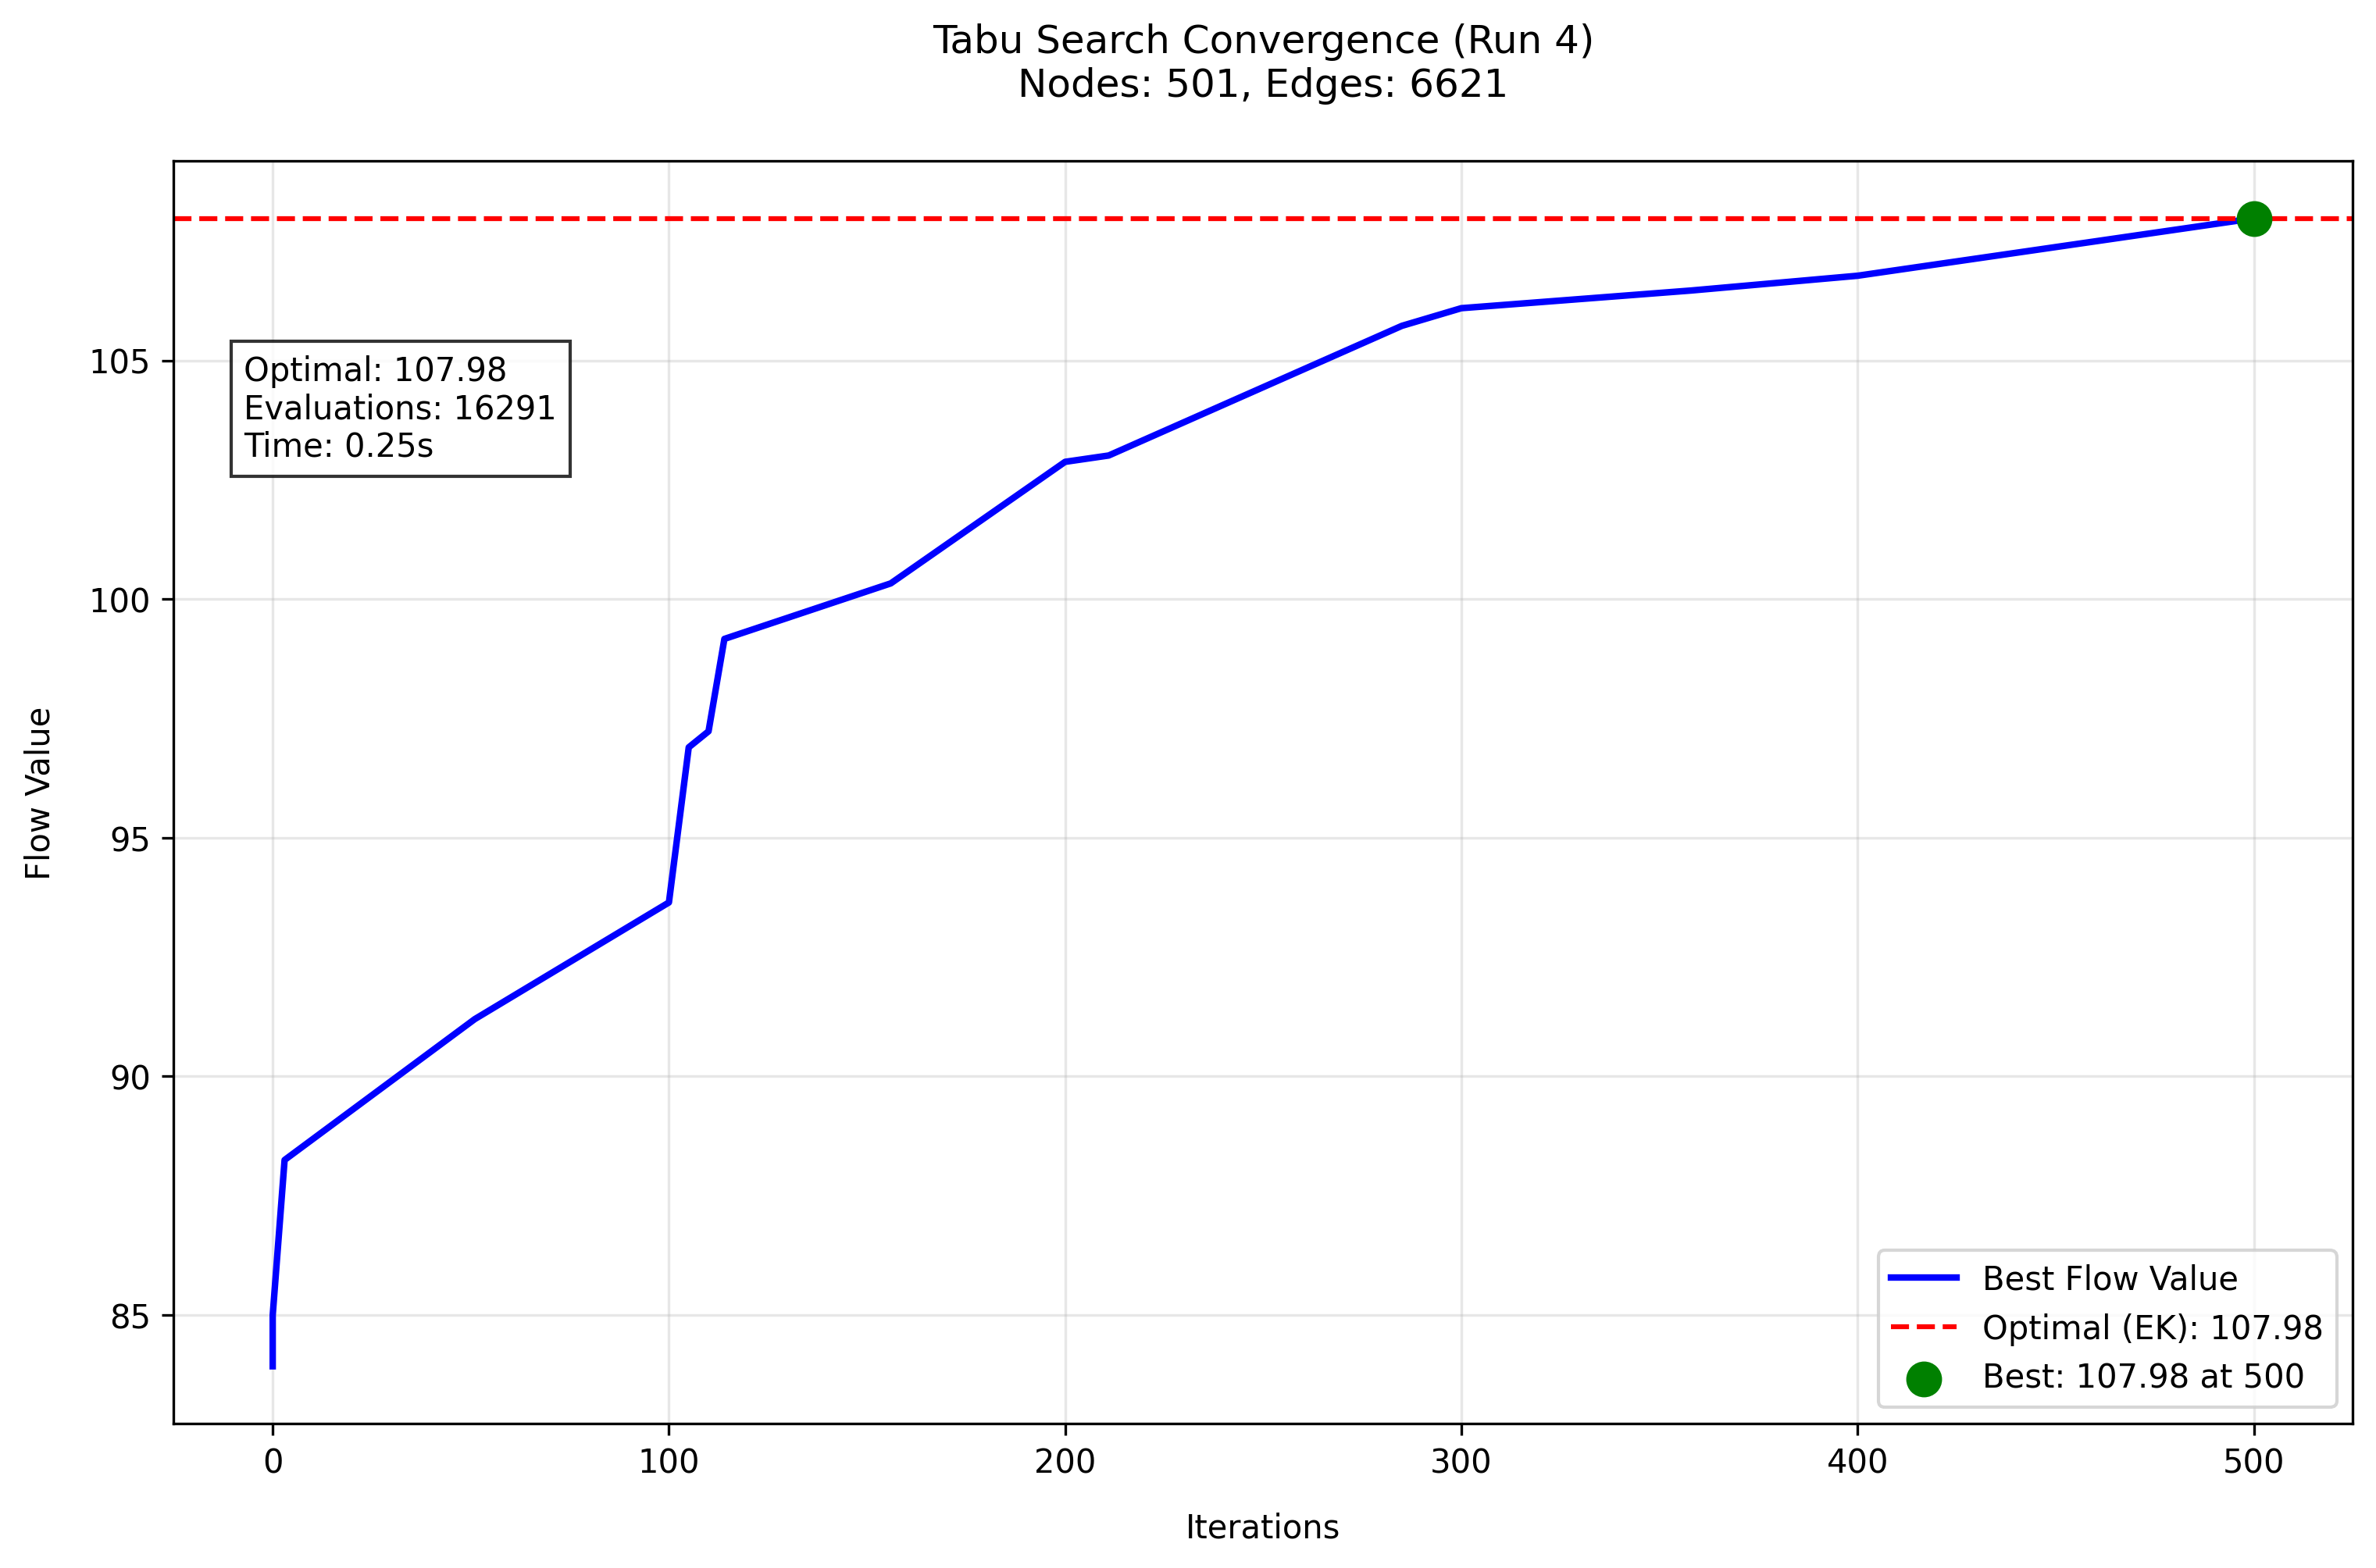 Tabu Search Convergence (Run 4)
Nodes: 501, Edges: 6621
Flow Value
105
100
95
90
85
Optimal: 107.98
Evaluations: 16291
Time: 0.25s
Best Flow Value
Optimal (EK): 107.98
Best: 107.98 at 500
0 100 200 300 400 500
Iterations